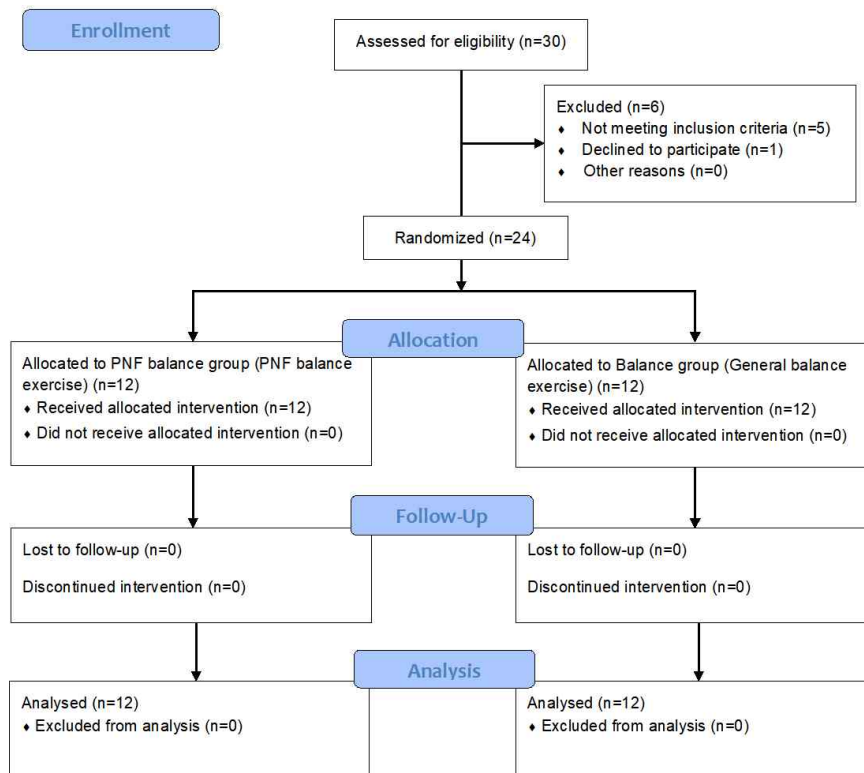 Enrollment
Assessed for eligibility (n=30)
Excluded (n=6)
♦ Not meeting inclusion criteria (n=5)
♦ Declined to participate (n=1)
♦ Other reasons (n=0)
Randomized (n=24)
Allocation
Allocated to PNF balance group (PNF balance
exercise) (n=12)
♦ Received allocated intervention (n=12)
♦ Did not receive allocated intervention (n=0)
Allocated to Balance group (General balance
exercise) (n=12)
♦ Received allocated intervention (n=12)
♦ Did not receive allocated intervention (n=0)
Follow-Up
Lost to follow-up (n=0)
Discontinued intervention (n=0)
Lost to follow-up (n=0)
Discontinued intervention (n=0)
Analysis
Analysed (n=12)
♦ Excluded from analysis (n=0)
Analysed (n=12)
♦ Excluded from analysis (n=0)